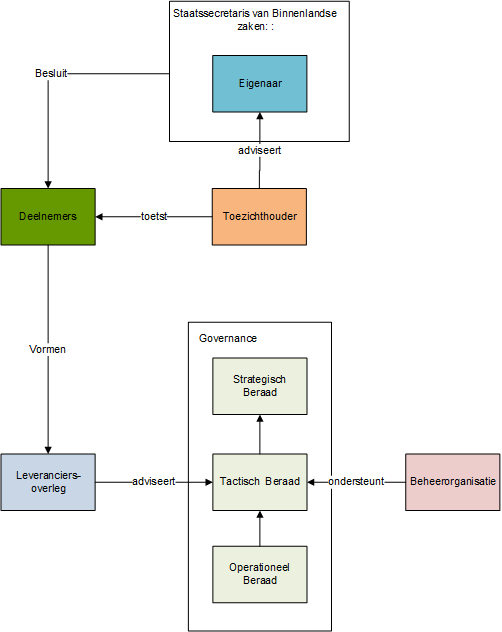 Staatssecretaris van Binnenlandse
zaken: :
Eigenaar
Besluit
adviseert
Deelnemers
toetst
Toezichthouder
Vormen
Governance
Strategisch
Beraad
Leveranciers-
overleg
adviseert
Tactisch Beraad
ondersteunt
Beheerorganisatie
Operationeel
Beraad